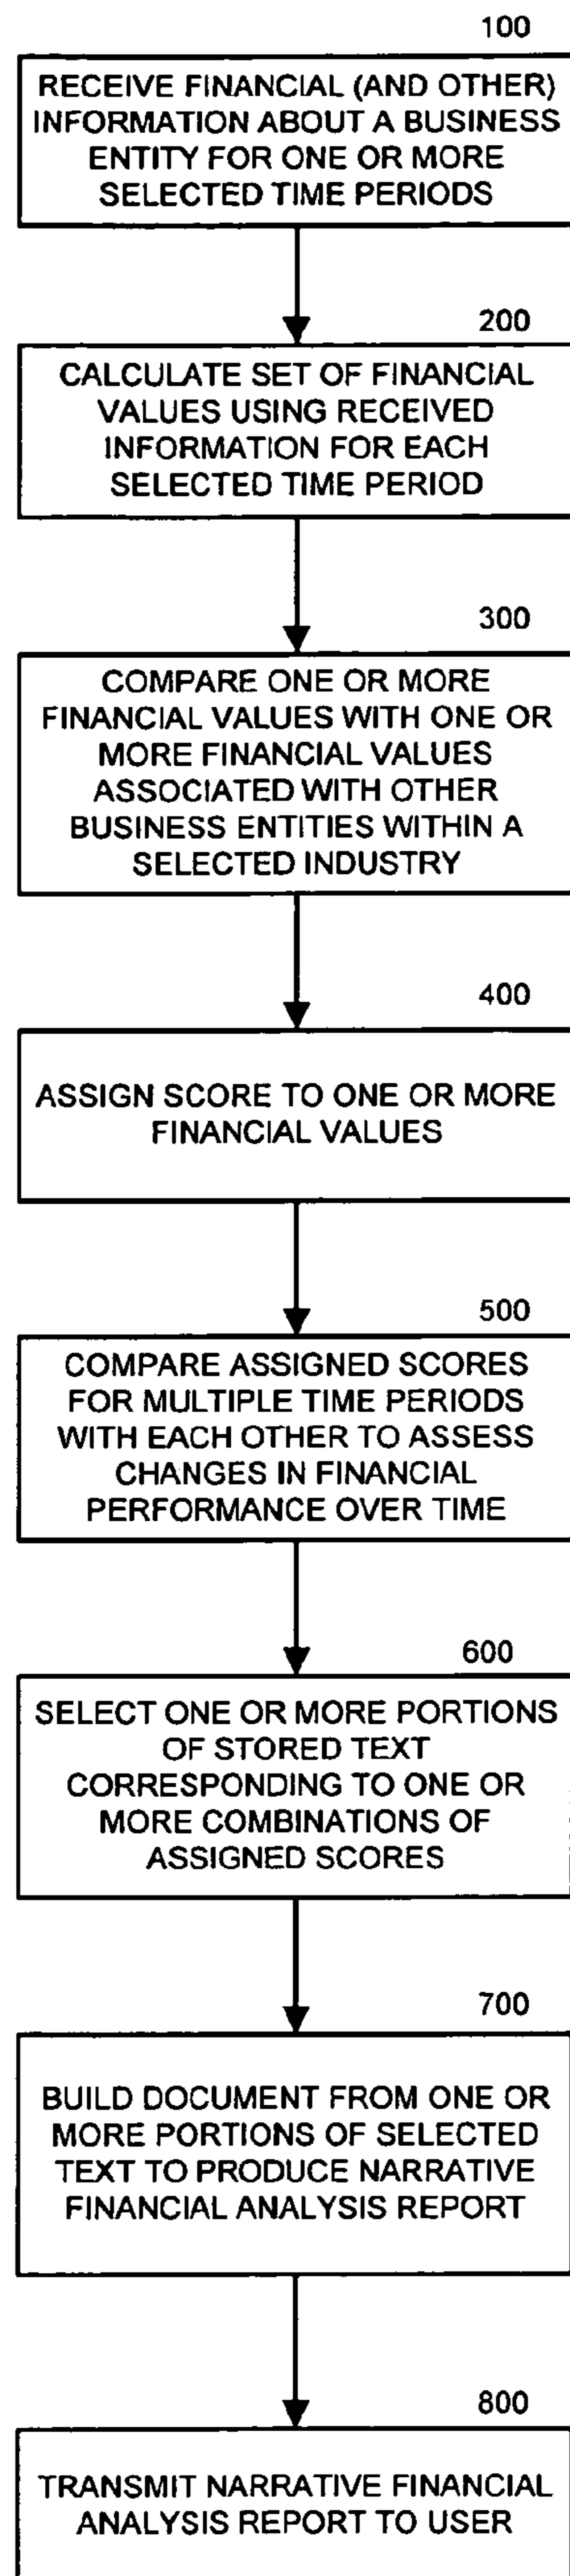 100
RECEIVE FINANCIAL (AND OTHER)
INFORMATION ABOUT A BUSINESS
ENTITY FOR ONE OR MORE
SELECTED TIME PERIODS
200
CALCULATE SET OF FINANCIAL
VALUES USING RECEIVED
INFORMATION FOR EACH
SELECTED TIME PERIOD
300
COMPARE ONE OR MORE
FINANCIAL VALUES WITH ONE OR
MORE FINANCIAL VALUES
ASSOCIATED WITH OTHER
BUSINESS ENTITIES WITHIN A
SELECTED INDUSTRY
400
ASSIGN SCORE TO ONE OR MORE
FINANCIAL VALUES
500
COMPARE ASSIGNED SCORES
FOR MULTIPLE TIME PERIODS
WITH EACH OTHER TO ASSESS
CHANGES IN FINANCIAL
PERFORMANCE OVER TIME
600
SELECT ONE OR MORE PORTIONS
OF STORED TEXT
CORRESPONDING TO ONE OR
MORE COMBINATIONS OF
ASSIGNED SCORES
700
BUILD DOCUMENT FROM ONE OR
MORE PORTIONS OF SELECTED
TEXT TO PRODUCE NARRATIVE
FINANCIAL ANALYSIS REPORT
800
TRANSMIT NARRATIVE FINANCIAL
ANALYSIS REPORT TO USER